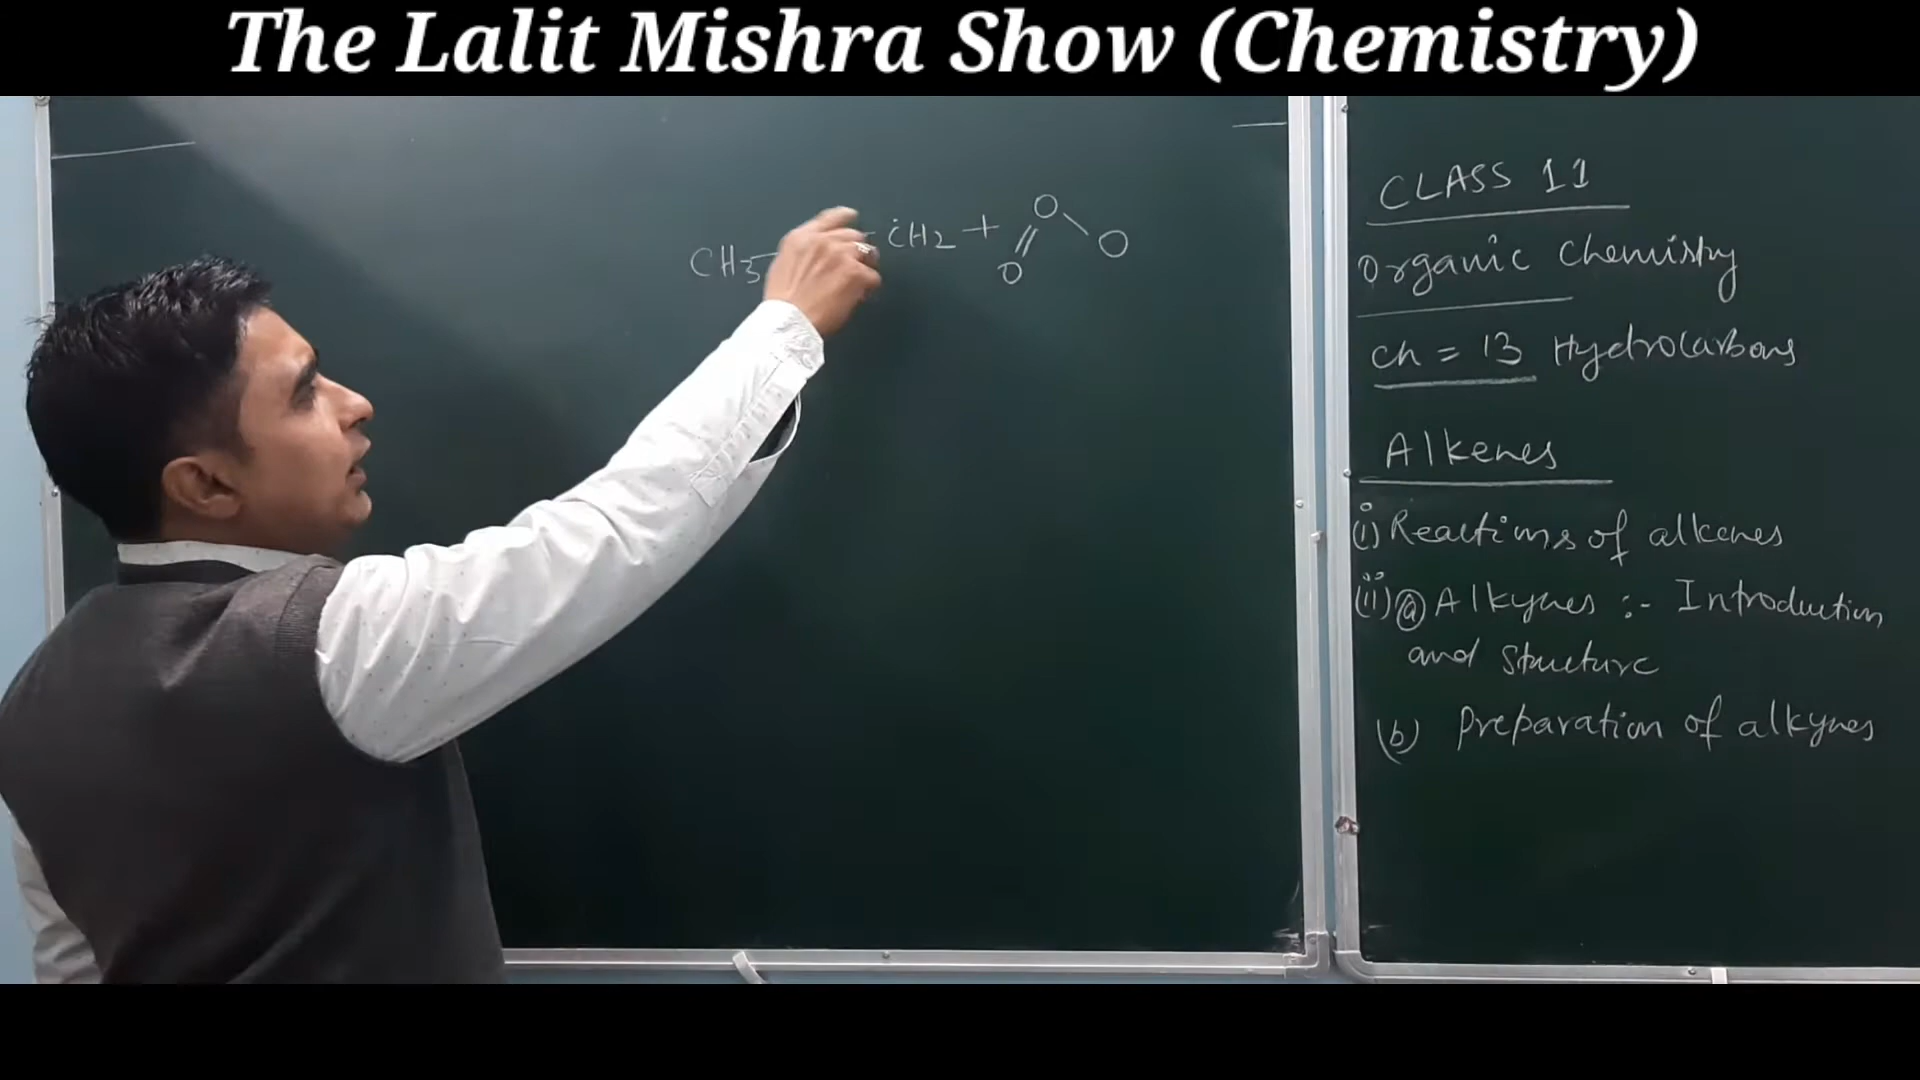 The Lalit Mishra Show (Chemistry)
CH3 CH2 + O O O
CLASS 11
Organic Chemistry
ch = 13 Hydrocarbons
Alkenes
(i) Reactions of alkenes
(ii) (a) Alkynes :- Introduction
and structure
(b) Preparation of alkynes